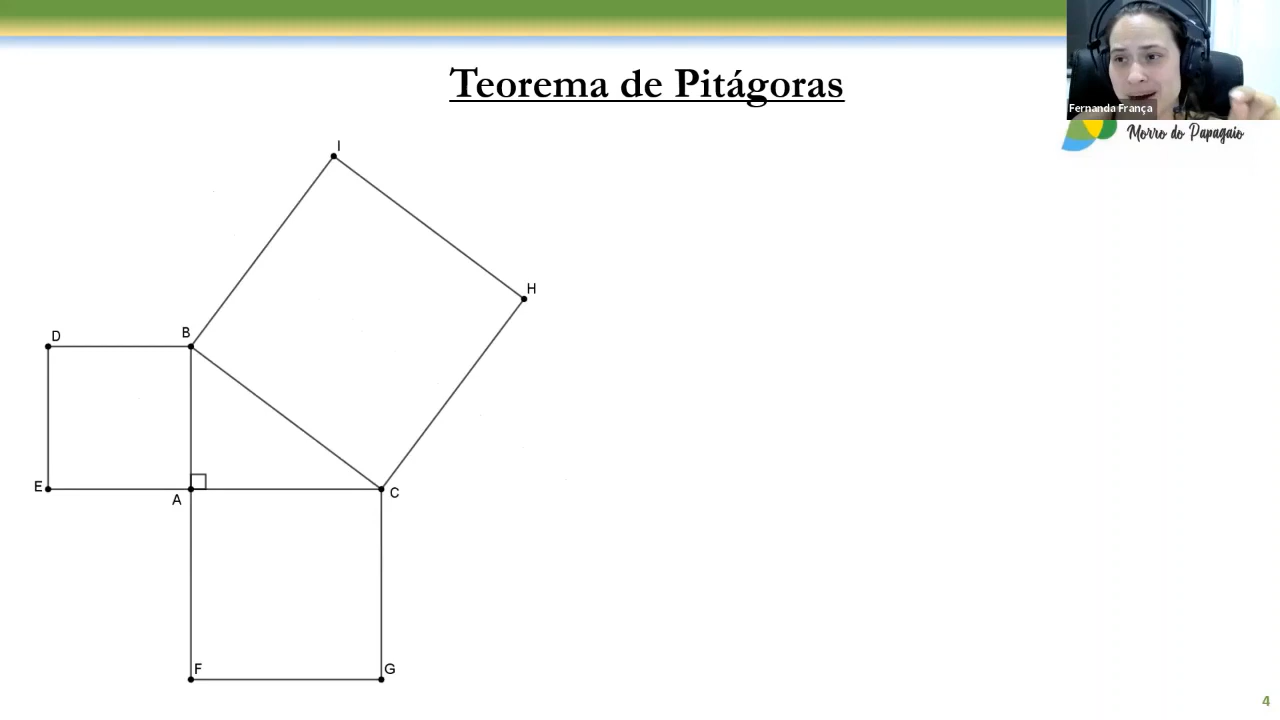 Teorema de Pitágoras
Fernanda França
Morro do Papagaio
I
H
D
B
E
A
C
F
G
4